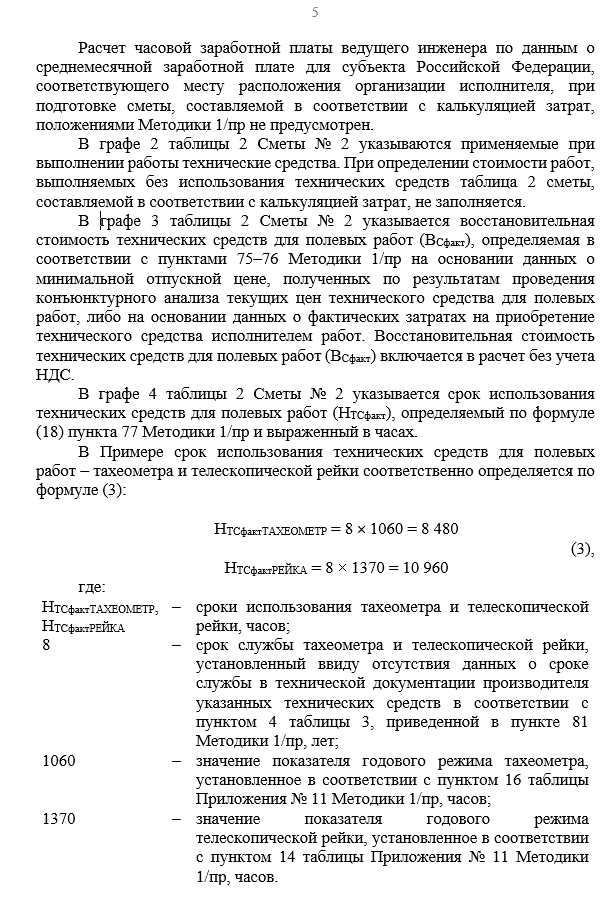 5
Расчет часовой заработной платы ведущего инженера по данным о
среднемесячной заработной плате для субъекта Российской Федерации,
соответствующего месту расположения организации исполнителя, при
подготовке сметы, составляемой в соответствии с калькуляцией затрат,
положениями Методики 1/пр не предусмотрен.
В графе 2 таблицы 2 Сметы № 2 указываются применяемые при
выполнении работы технические средства. При определении стоимости работ,
выполняемых без использования технических средств таблица 2 сметы,
составляемой в соответствии с калькуляцией затрат, не заполняется.
В графе 3 таблицы 2 Сметы № 2 указывается восстановительная
стоимость технических средств для полевых работ (ВСфакт), определяемая в
соответствии с пунктами 75–76 Методики 1/пр на основании данных о
минимальной отпускной цене, полученных по результатам проведения
конъюнктурного анализа текущих цен технического средства для полевых
работ, либо на основании данных о фактических затратах на приобретение
технического средства исполнителем работ. Восстановительная стоимость
технических средств для полевых работ (ВСфакт) включается в расчет без учета
НДС.
В графе 4 таблицы 2 Сметы № 2 указывается срок использования
технических средств для полевых работ (НТСфакт), определяемый по формуле
(18) пункта 77 Методики 1/пр и выраженный в часах.
В Примере срок использования технических средств для полевых
работ – тахеометра и телескопической рейки соответственно определяется по
формуле (3):
НТСфактТАХЕОМЕТР = 8 × 1060 = 8 480
(3),
НТСфактРЕЙКА = 8 × 1370 = 10 960
где:
НТСфактТАХЕОМЕТР, – сроки использования тахеометра и телескопической
НТСфактРЕЙКА рейки, часов;
8 – срок службы тахеометра и телескопической рейки,
установленный ввиду отсутствия данных о сроке
службы в технической документации производителя
указанных технических средств в соответствии с
пунктом 4 таблицы 3, приведенной в пункте 81
Методики 1/пр, лет;
1060 – значение показателя годового режима тахеометра,
установленное в соответствии с пунктом 16 таблицы
Приложения № 11 Методики 1/пр, часов;
1370 – значение показателя годового режима
телескопической рейки, установленное в соответствии
с пунктом 14 таблицы Приложения № 11 Методики
1/пр, часов.